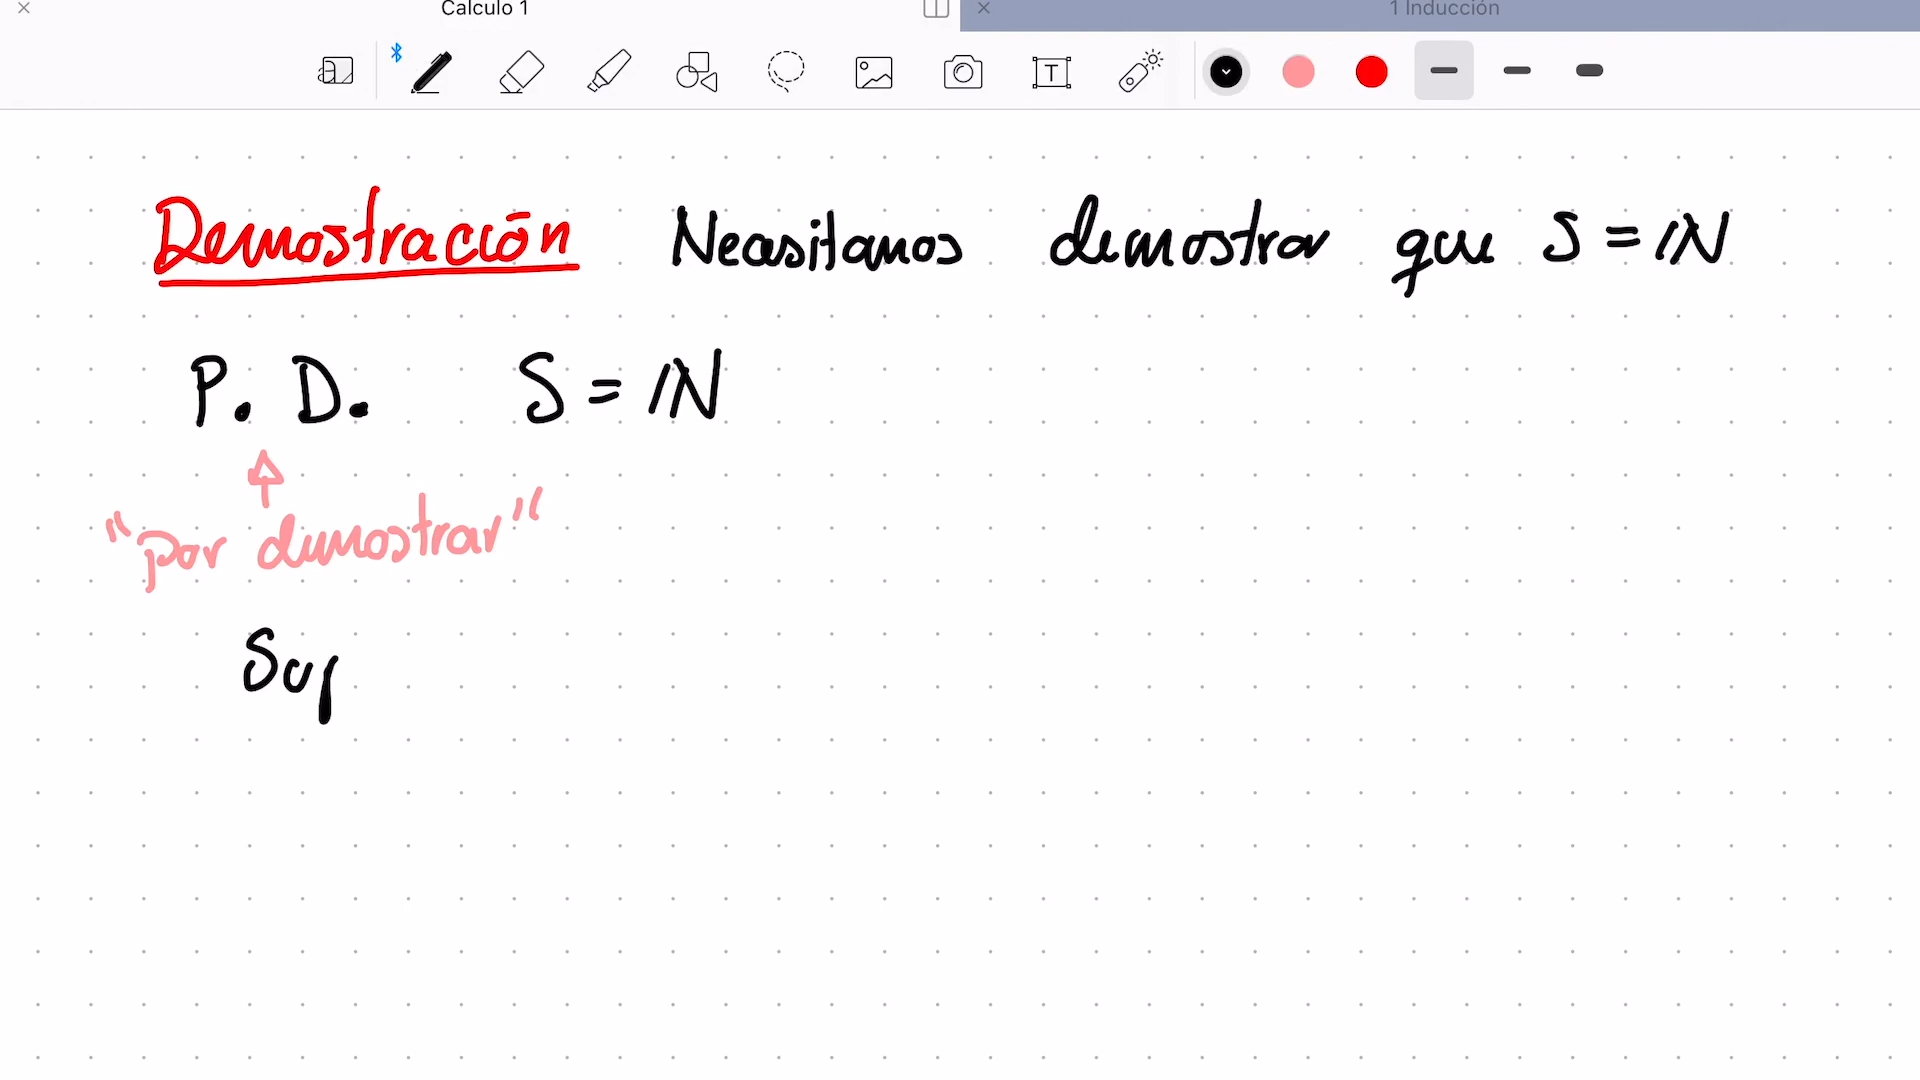 Calculo 1
1 Inducción
Demostración Necesitamos demostrar que S = ℕ
P. D. S = ℕ
"por demostrar"
Sup